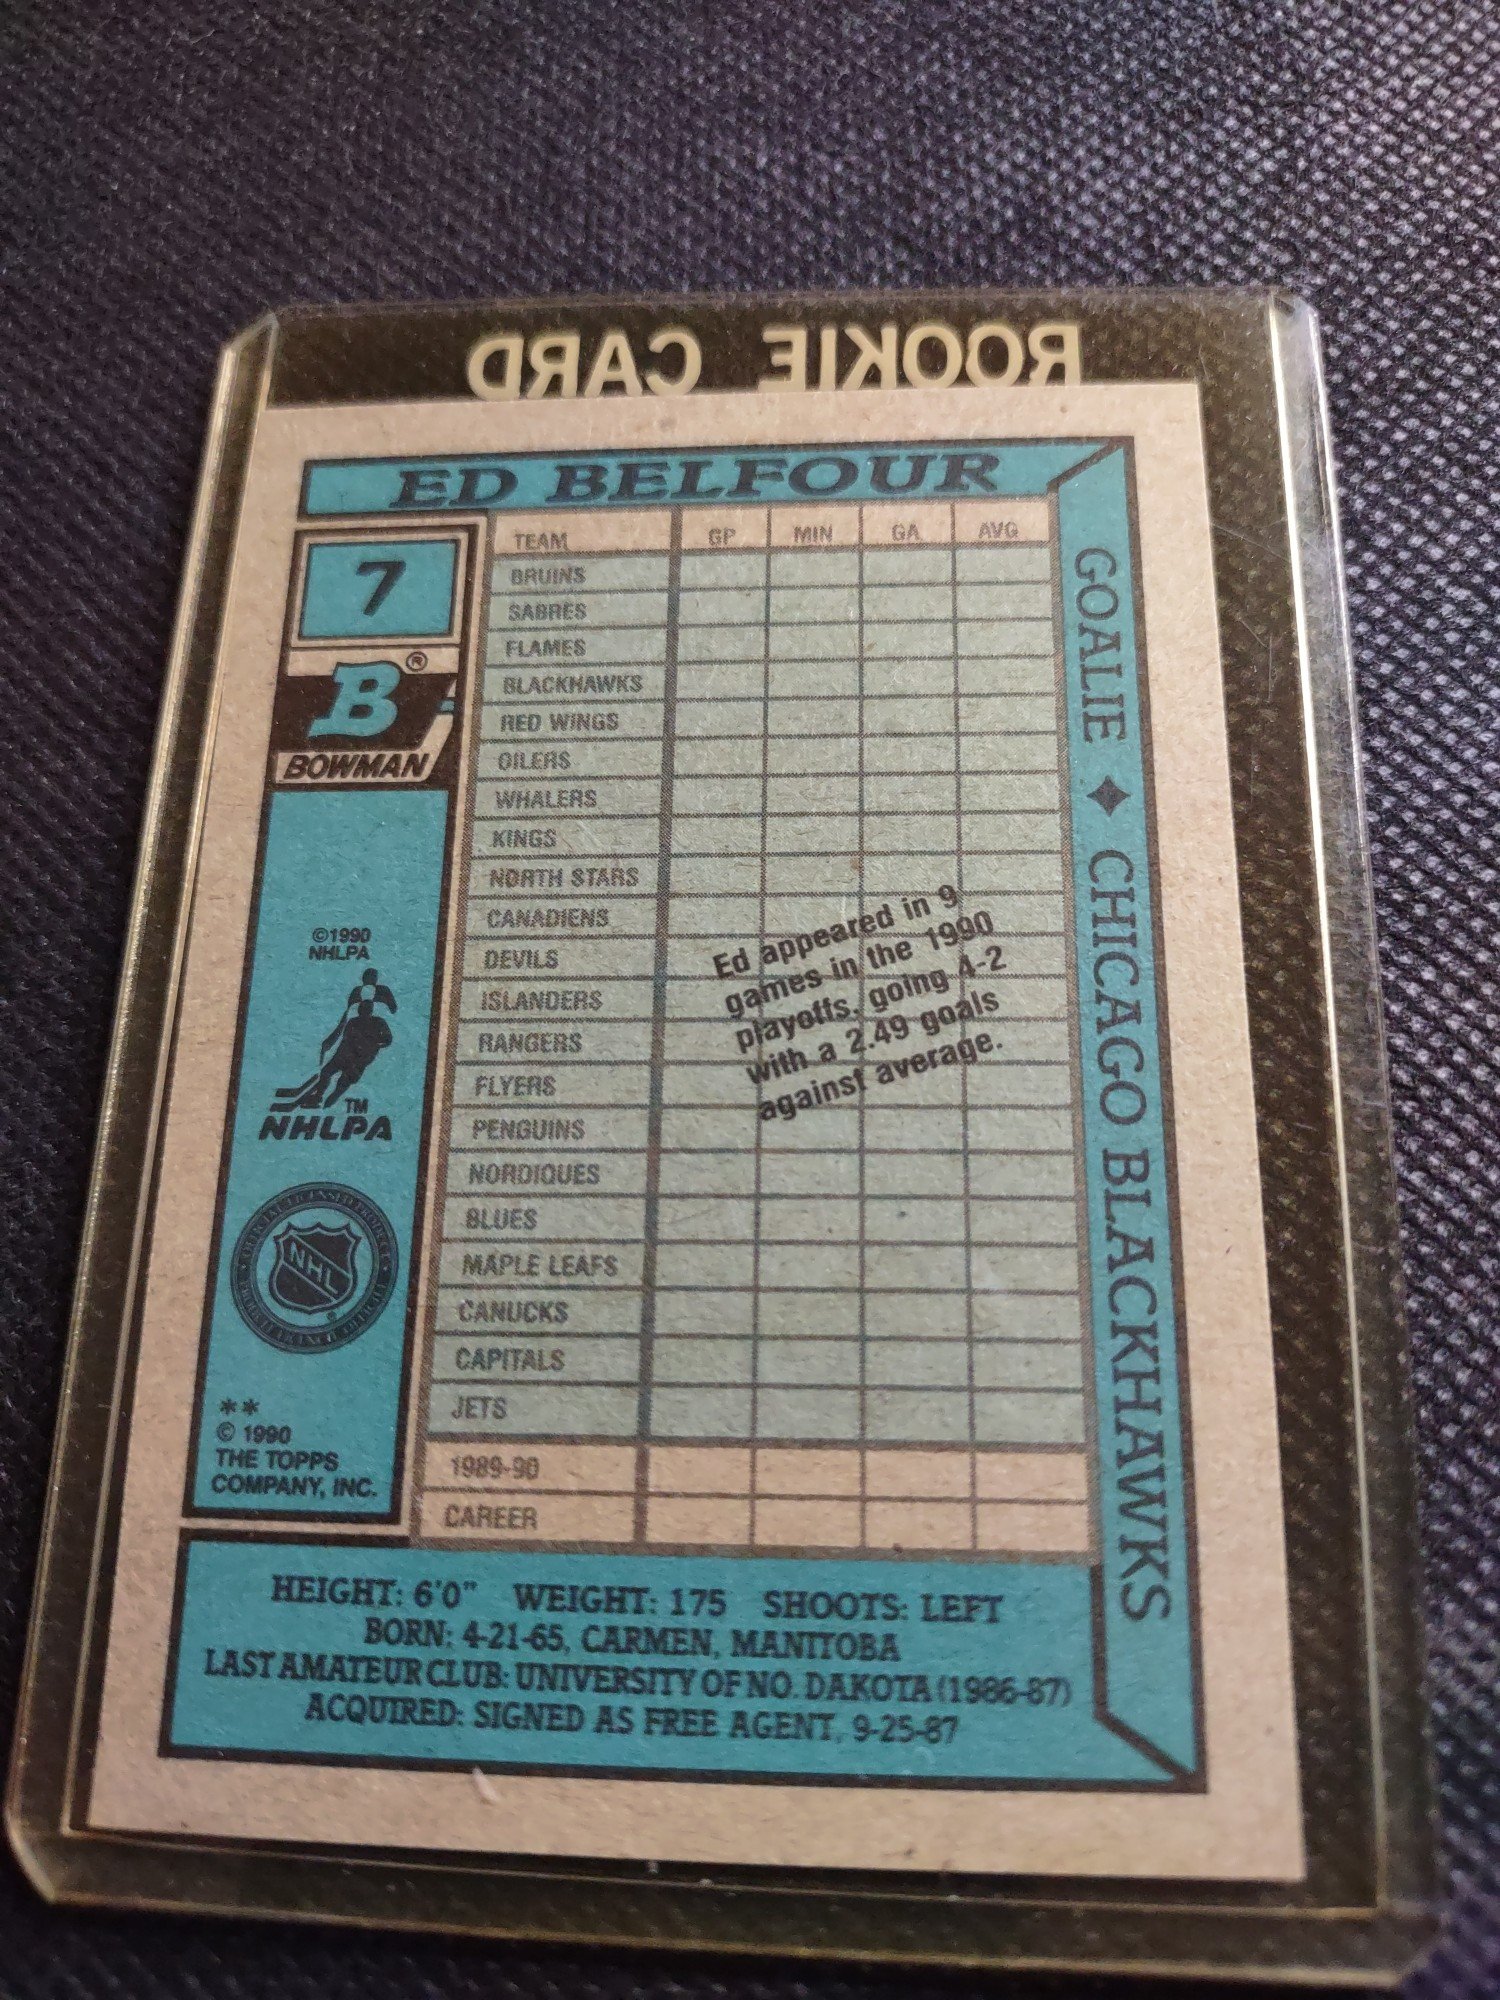 ROOKIE CARD
ED BELFOUR
7
B®
BOWMAN
©1990
NHLPA
TM
NHLPA
NHL
**
© 1990
THE TOPPS
COMPANY, INC.
TEAM GP MIN GA AVG
BRUINS
SABRES
FLAMES
BLACKHAWKS
RED WINGS
OILERS
WHALERS
KINGS
NORTH STARS
CANADIENS
DEVILS
ISLANDERS
RANGERS
FLYERS
PENGUINS
NORDIQUES
BLUES
MAPLE LEAFS
CANUCKS
CAPITALS
JETS
1989-90
CAREER
Ed appeared in 9
games in the 1990
playoffs, going 4-2
with a 2.49 goals
against average.
GOALIE ♦ CHICAGO BLACKHAWKS
HEIGHT: 6'0" WEIGHT: 175 SHOOTS: LEFT
BORN: 4-21-65, CARMEN, MANITOBA
LAST AMATEUR CLUB: UNIVERSITY OF NO. DAKOTA (1986-87)
ACQUIRED: SIGNED AS FREE AGENT, 9-25-87